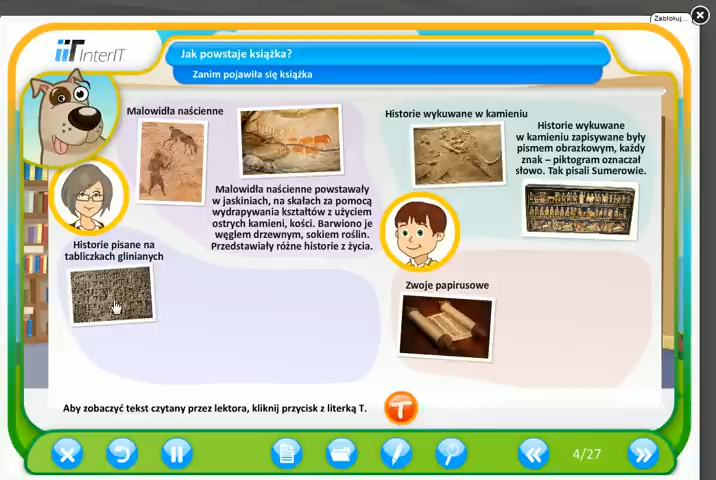 Zablokuj...
iiT InterIT
Jak powstaje książka?
Zanim pojawiła się książka
Malowidła naścienne
Malowidła naścienne powstawały
w jaskiniach, na skałach za pomocą
wydrapywania kształtów z użyciem
ostrych kamieni, kości. Barwiono je
węglem drzewnym, sokiem roślin.
Przedstawiały różne historie z życia.
Historie wykuwane w kamieniu
Historie wykuwane
w kamieniu zapisywane były
pismem obrazkowym, każdy
znak – piktogram oznaczał
słowo. Tak pisali Sumerowie.
Historie pisane na
tabliczkach glinianych
Zwoje papirusowe
Aby zobaczyć tekst czytany przez lektora, kliknij przycisk z literką T.
T
4/27